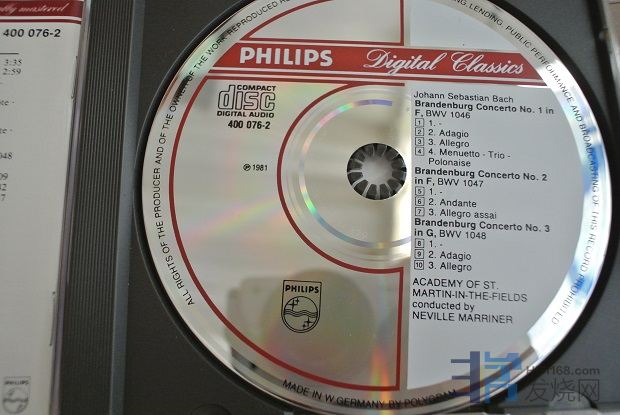 lly mastered
400 076-2
3:35
2:59
ALL RIGHTS OF THE PRODUCER AND OF THE OWNER OF THE WORK REPRODUCED RESERVED
LENDING, PUBLIC PERFORMANCE AND BROADCASTING OF THIS RECORD PROHIBITED
PHILIPS Digital Classics
COMPACT
disc
DIGITAL AUDIO
400 076-2
℗ 1981
Johann Sebastian Bach
Brandenburg Concerto No. 1 in
F, BWV 1046
1 1. -
2 2. Adagio
3 3. Allegro
4 4. Menuetto - Trio -
Polonaise
Brandenburg Concerto No. 2
in F, BWV 1047
5 1. -
6 2. Andante
7 3. Allegro assai
Brandenburg Concerto No. 3
in G, BWV 1048
8 1. -
9 2. Adagio
10 3. Allegro
ACADEMY OF ST.
MARTIN-IN-THE-FIELDS
conducted by
NEVILLE MARRINER
PHILIPS
MADE IN W. GERMANY BY POLYGRAM
HIFI168.com
发烧网